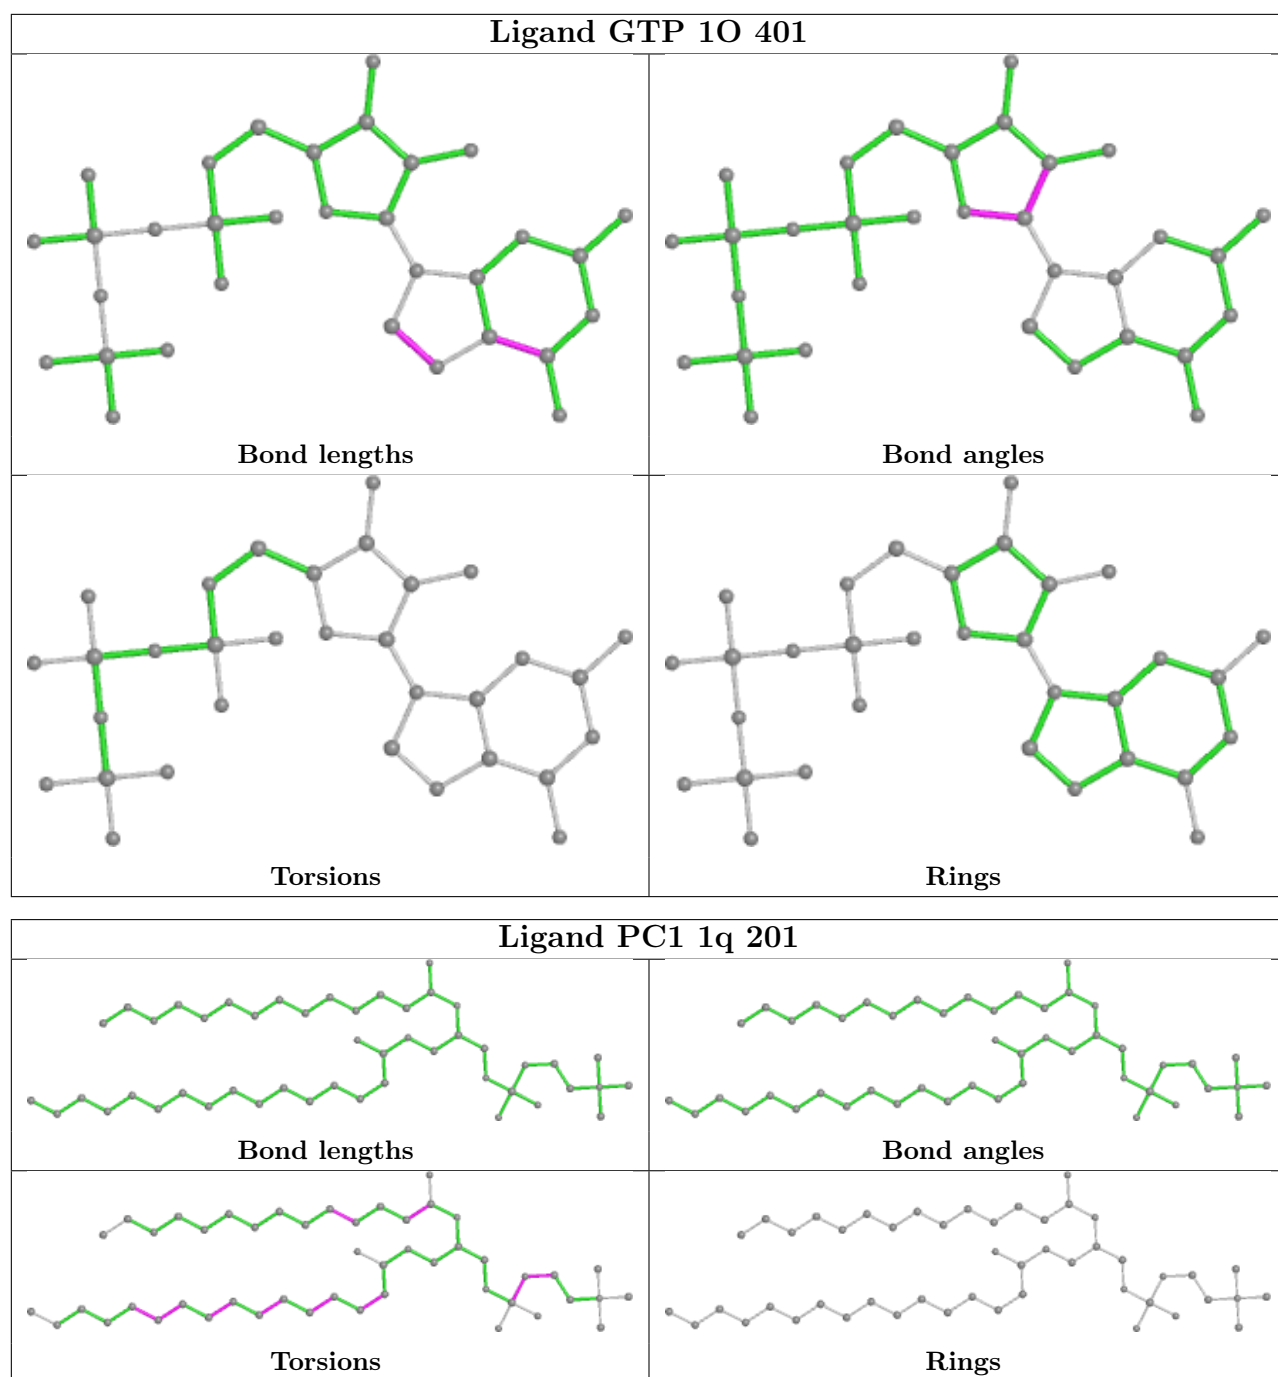 Ligand GTP 1O 401
Bond lengths
Bond angles
Torsions
Rings
Ligand PC1 1q 201
Bond lengths
Bond angles
Torsions
Rings